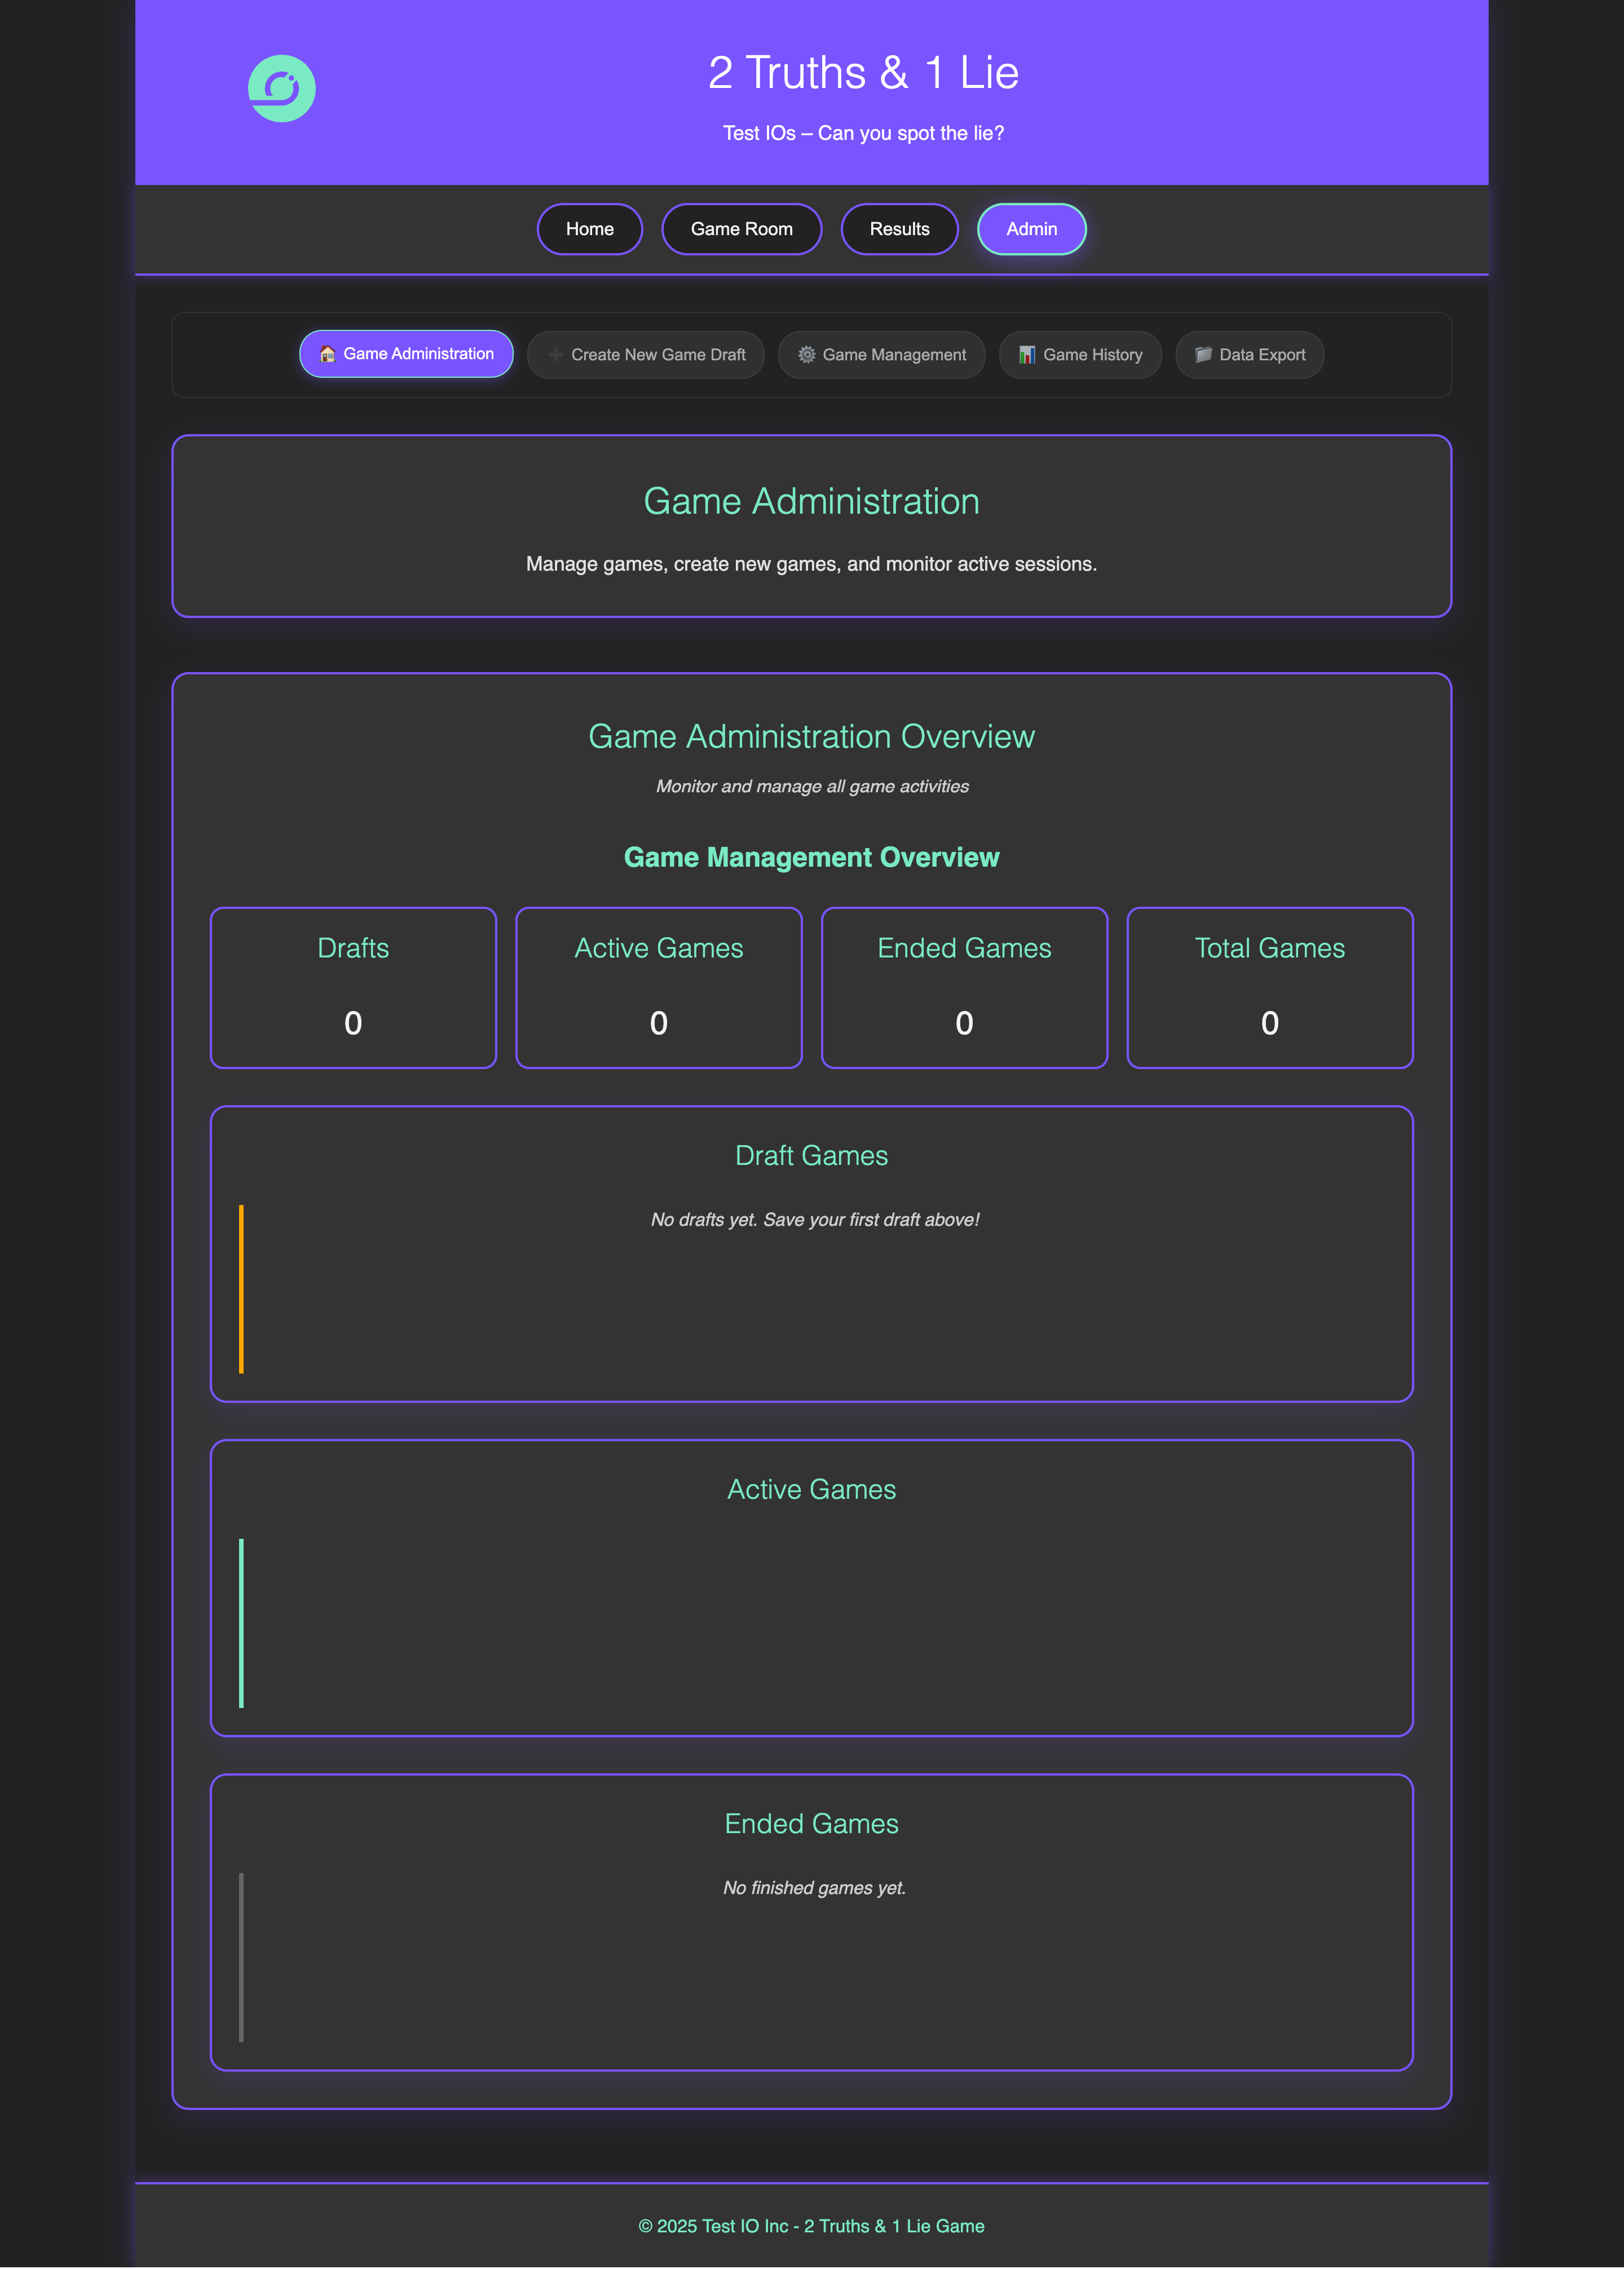 2 Truths & 1 Lie
Test IOs – Can you spot the lie?
Home
Game Room
Results
Admin
Game Administration
Create New Game Draft
Game Management
Game History
Data Export
Game Administration
Manage games, create new games, and monitor active sessions.
Game Administration Overview
Monitor and manage all game activities
Game Management Overview
Drafts
0
Active Games
0
Ended Games
0
Total Games
0
Draft Games
No drafts yet. Save your first draft above!
Active Games
Ended Games
No finished games yet.
© 2025 Test IO Inc - 2 Truths & 1 Lie Game